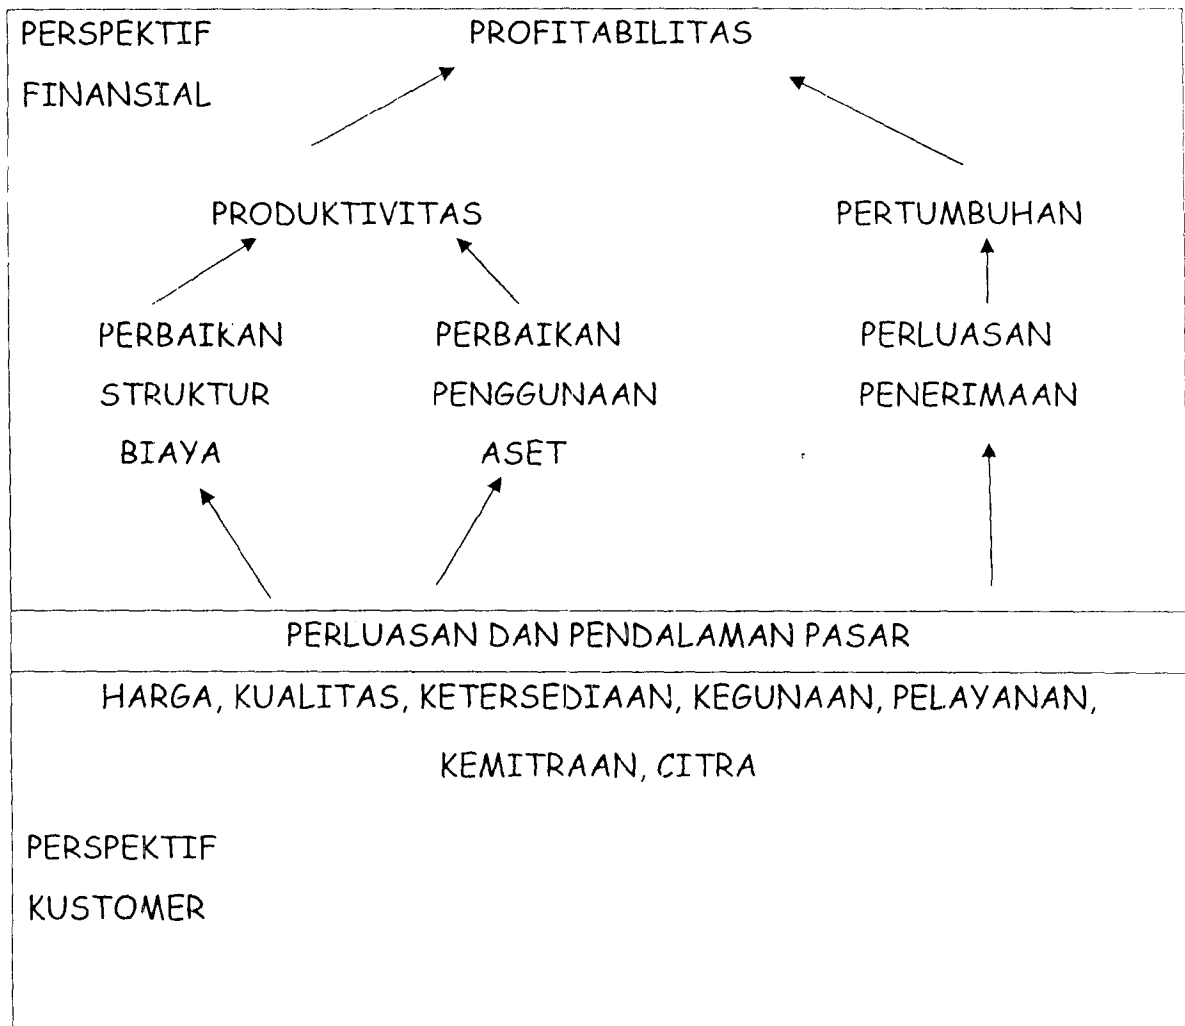 PERSPEKTIF PROFITABILITAS
FINANSIAL
PRODUKTIVITAS PERTUMBUHAN
PERBAIKAN PERBAIKAN PERLUASAN
STRUKTUR PENGGUNAAN PENERIMAAN
BIAYA ASET
PERLUASAN DAN PENDALAMAN PASAR
HARGA, KUALITAS, KETERSEDIAAN, KEGUNAAN, PELAYANAN,
KEMITRAAN, CITRA
PERSPEKTIF
KUSTOMER